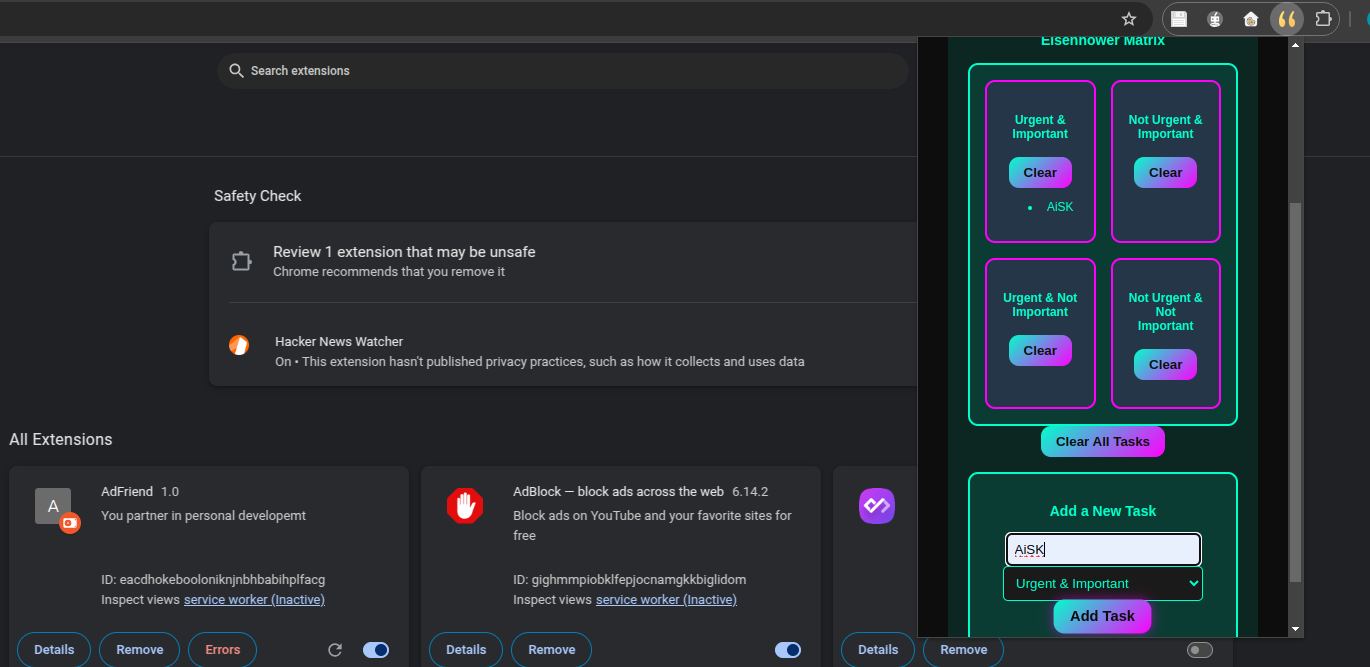 Search extensions
Safety Check
Review 1 extension that may be unsafe
Chrome recommends that you remove it
Hacker News Watcher
On • This extension hasn't published privacy practices, such as how it collects and uses data
All Extensions
A
AdFriend 1.0
You partner in personal developemt
ID: eacdhokebooloniknjnbhbabihplfacg
Inspect views service worker (Inactive)
Details
Remove
Errors
AdBlock — block ads across the web 6.14.2
Block ads on YouTube and your favorite sites for
free
ID: gighmmpiobklfepjocnamgkkbiglidom
Inspect views service worker (Inactive)
Details
Remove
Details
Remove
Eisenhower Matrix
Urgent &
Important
Clear
• AiSK
Not Urgent &
Important
Clear
Urgent & Not
Important
Clear
Not Urgent &
Not
Important
Clear
Clear All Tasks
Add a New Task
AiSK
Urgent & Important
Add Task